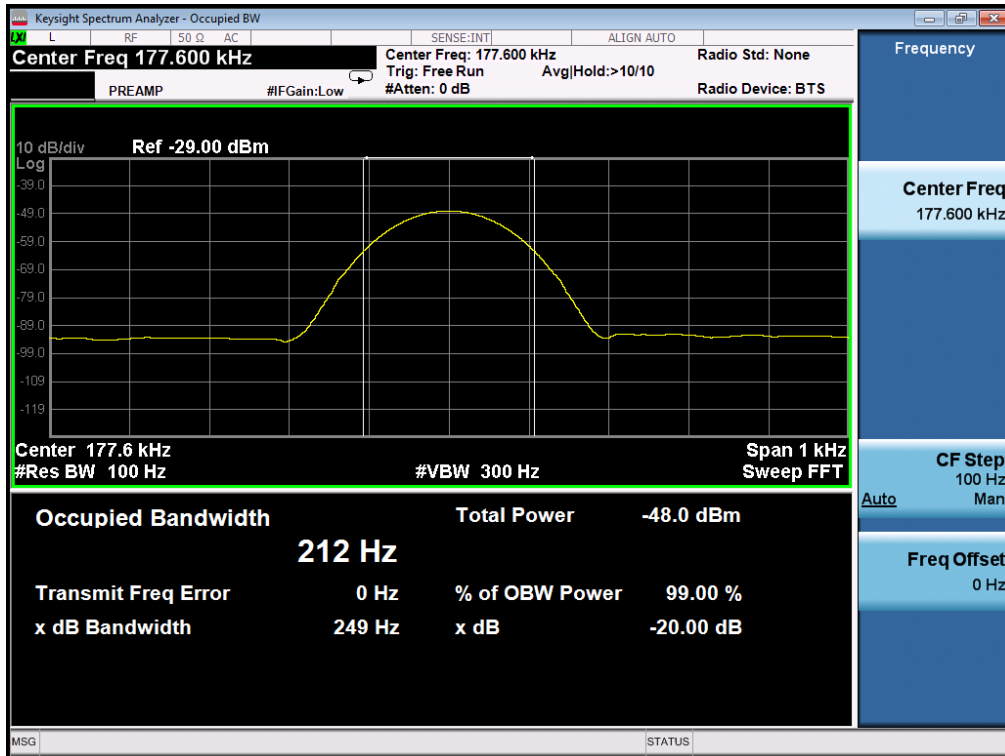 Keysight Spectrum Analyzer - Occupied BW
LXI L RF 50 Ω AC SENSE:INT ALIGN AUTO
Center Freq 177.600 kHz
PREAMP #IFGain:Low
Center Freq: 177.600 kHz Radio Std: None
Trig: Free Run Avg|Hold:>10/10
#Atten: 0 dB Radio Device: BTS
10 dB/div Ref -29.00 dBm
Log
-39.0
-49.0
-59.0
-69.0
-79.0
-89.0
-99.0
-109
-119
Center 177.6 kHz Span 1 kHz
#Res BW 100 Hz #VBW 300 Hz Sweep FFT
Occupied Bandwidth Total Power -48.0 dBm
212 Hz
Transmit Freq Error 0 Hz % of OBW Power 99.00 %
x dB Bandwidth 249 Hz x dB -20.00 dB
MSG STATUS
Frequency
Center Freq
177.600 kHz
CF Step
100 Hz
Auto Man
Freq Offset
0 Hz